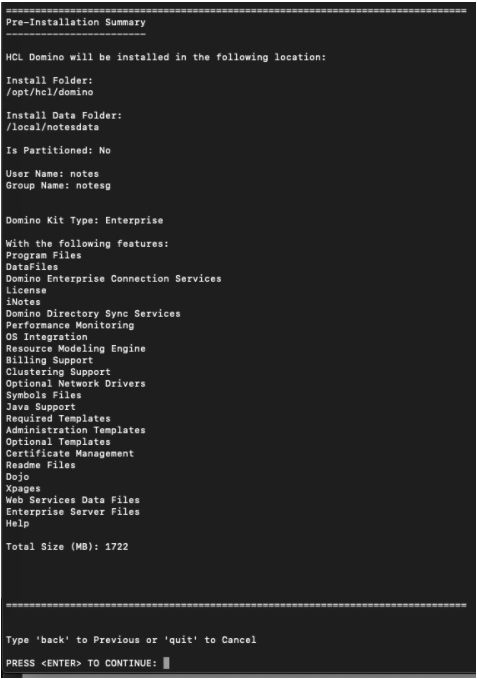 ================================================================================
Pre-Installation Summary
------------------------
HCL Domino will be installed in the following location:
Install Folder:
/opt/hcl/domino
Install Data Folder:
/local/notesdata
Is Partitioned: No
User Name: notes
Group Name: notesg
Domino Kit Type: Enterprise
With the following features:
Program Files
DataFiles
Domino Enterprise Connection Services
License
iNotes
Domino Directory Sync Services
Performance Monitoring
OS Integration
Resource Modeling Engine
Billing Support
Clustering Support
Optional Network Drivers
Symbols Files
Java Support
Required Templates
Administration Templates
Optional Templates
Certificate Management
Readme Files
Dojo
Xpages
Web Services Data Files
Enterprise Server Files
Help
Total Size (MB): 1722
================================================================================
Type 'back' to Previous or 'quit' to Cancel
PRESS <ENTER> TO CONTINUE: